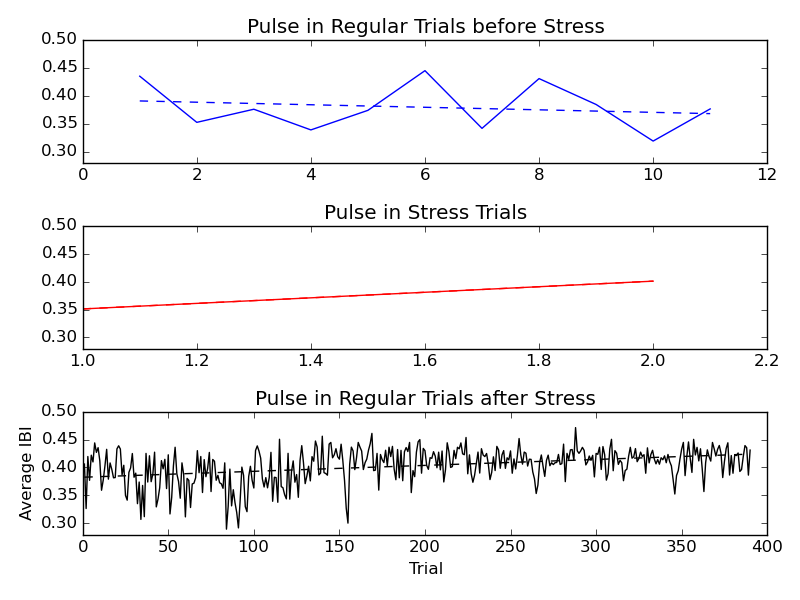 Pulse in Regular Trials before Stress
0.50
0.45
0.40
0.35
0.30
0 2 4 6 8 10 12
Pulse in Stress Trials
0.50
0.45
0.40
0.35
0.30
1.0 1.2 1.4 1.6 1.8 2.0 2.2
Pulse in Regular Trials after Stress
Average IBI
0.50
0.45
0.40
0.35
0.30
0 50 100 150 200 250 300 350 400
Trial